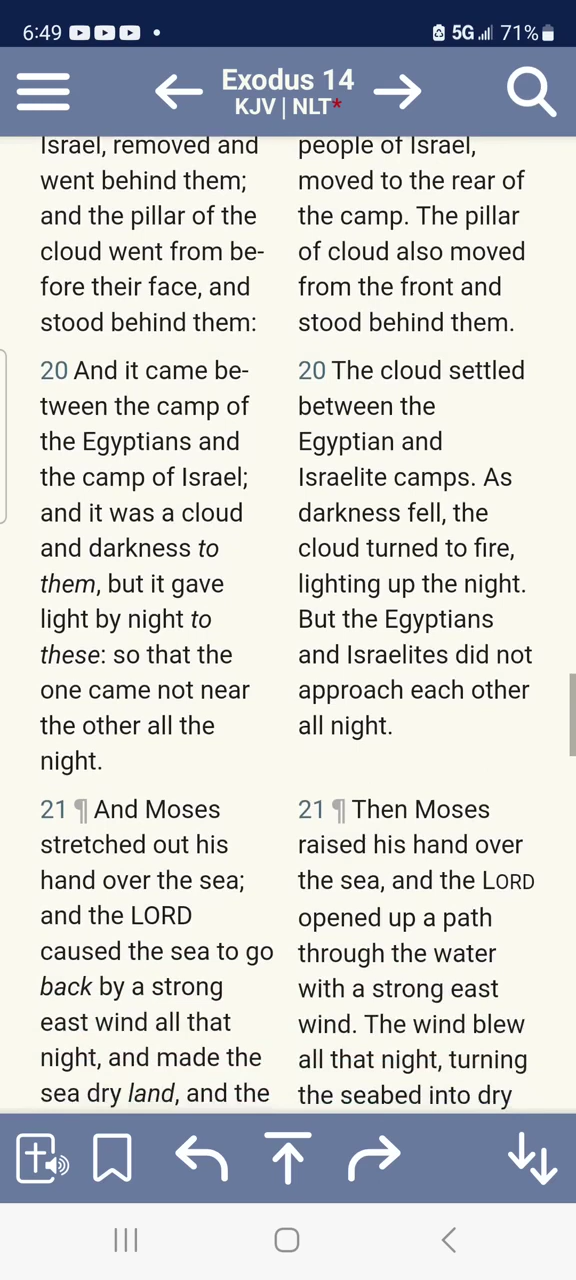 6:49
5G 71%
Exodus 14
KJV | NLT*
Israel, removed and
went behind them;
and the pillar of the
cloud went from be-
fore their face, and
stood behind them:
20 And it came be-
tween the camp of
the Egyptians and
the camp of Israel;
and it was a cloud
and darkness to
them, but it gave
light by night to
these: so that the
one came not near
the other all the
night.
21 ¶ And Moses
stretched out his
hand over the sea;
and the LORD
caused the sea to go
back by a strong
east wind all that
night, and made the
sea dry land, and the
people of Israel,
moved to the rear of
the camp. The pillar
of cloud also moved
from the front and
stood behind them.
20 The cloud settled
between the
Egyptian and
Israelite camps. As
darkness fell, the
cloud turned to fire,
lighting up the night.
But the Egyptians
and Israelites did not
approach each other
all night.
21 ¶ Then Moses
raised his hand over
the sea, and the LORD
opened up a path
through the water
with a strong east
wind. The wind blew
all that night, turning
the seabed into dry